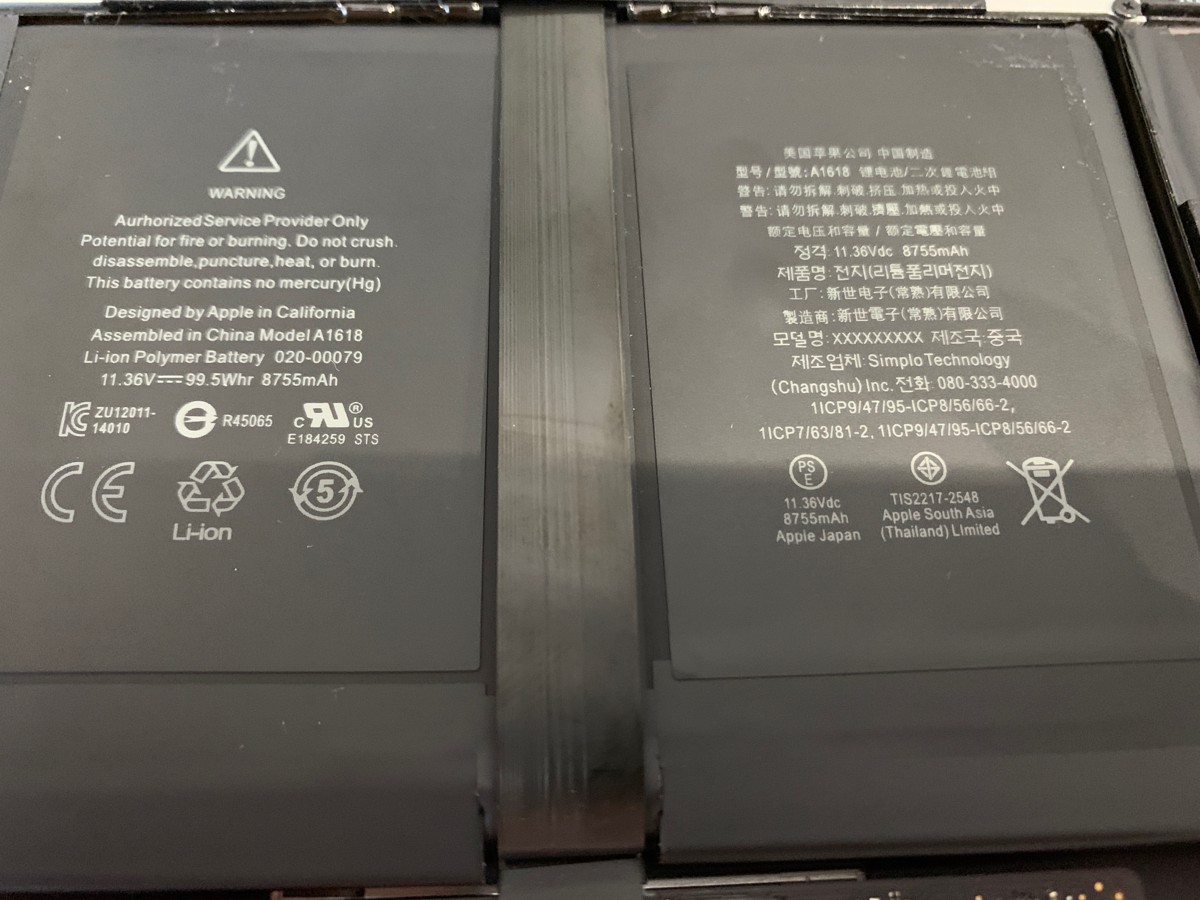 WARNING
Aurhorized Service Provider Only
Potential for fire or burning. Do not crush.
disassemble,puncture,heat, or burn.
This battery contains no mercury(Hg)
Designed by Apple in California
Assembled in China Model A1618
Li-ion Polymer Battery 020-00079
11.36V 99.5Whr 8755mAh
ZU12011-
14010
R45065
c RU ® US
E184259 STS
CE
5
Li-ion
美国苹果公司 中国制造
型号/型號:A1618 锂电池/二次鋰電池组
警告:请勿拆解.刺破.挤压.加热或投入火中
警告:请勿拆解.刺破.擠壓.加熱或投入火中
额定电压和容量 / 额定電壓和容量
정격: 11.36Vdc 8755mAh
제품명: 전지(리튬폴리머전지)
工厂: 新世电子(常熟)有限公司
製造商: 新世電子(常熟)有限公司
모델명: XXXXXXXXX 제조국:중국
제조업체: Simplo Technology
(Changshu) Inc. 전화: 080-333-4000
1ICP9/47/95-ICP8/56/66-2,
1ICP7/63/81-2, 1ICP9/47/95-ICP8/56/66-2
PS
E
11.36Vdc
8755mAh
Apple Japan
TIS2217-2548
Apple South Asia
(Thailand) LImited